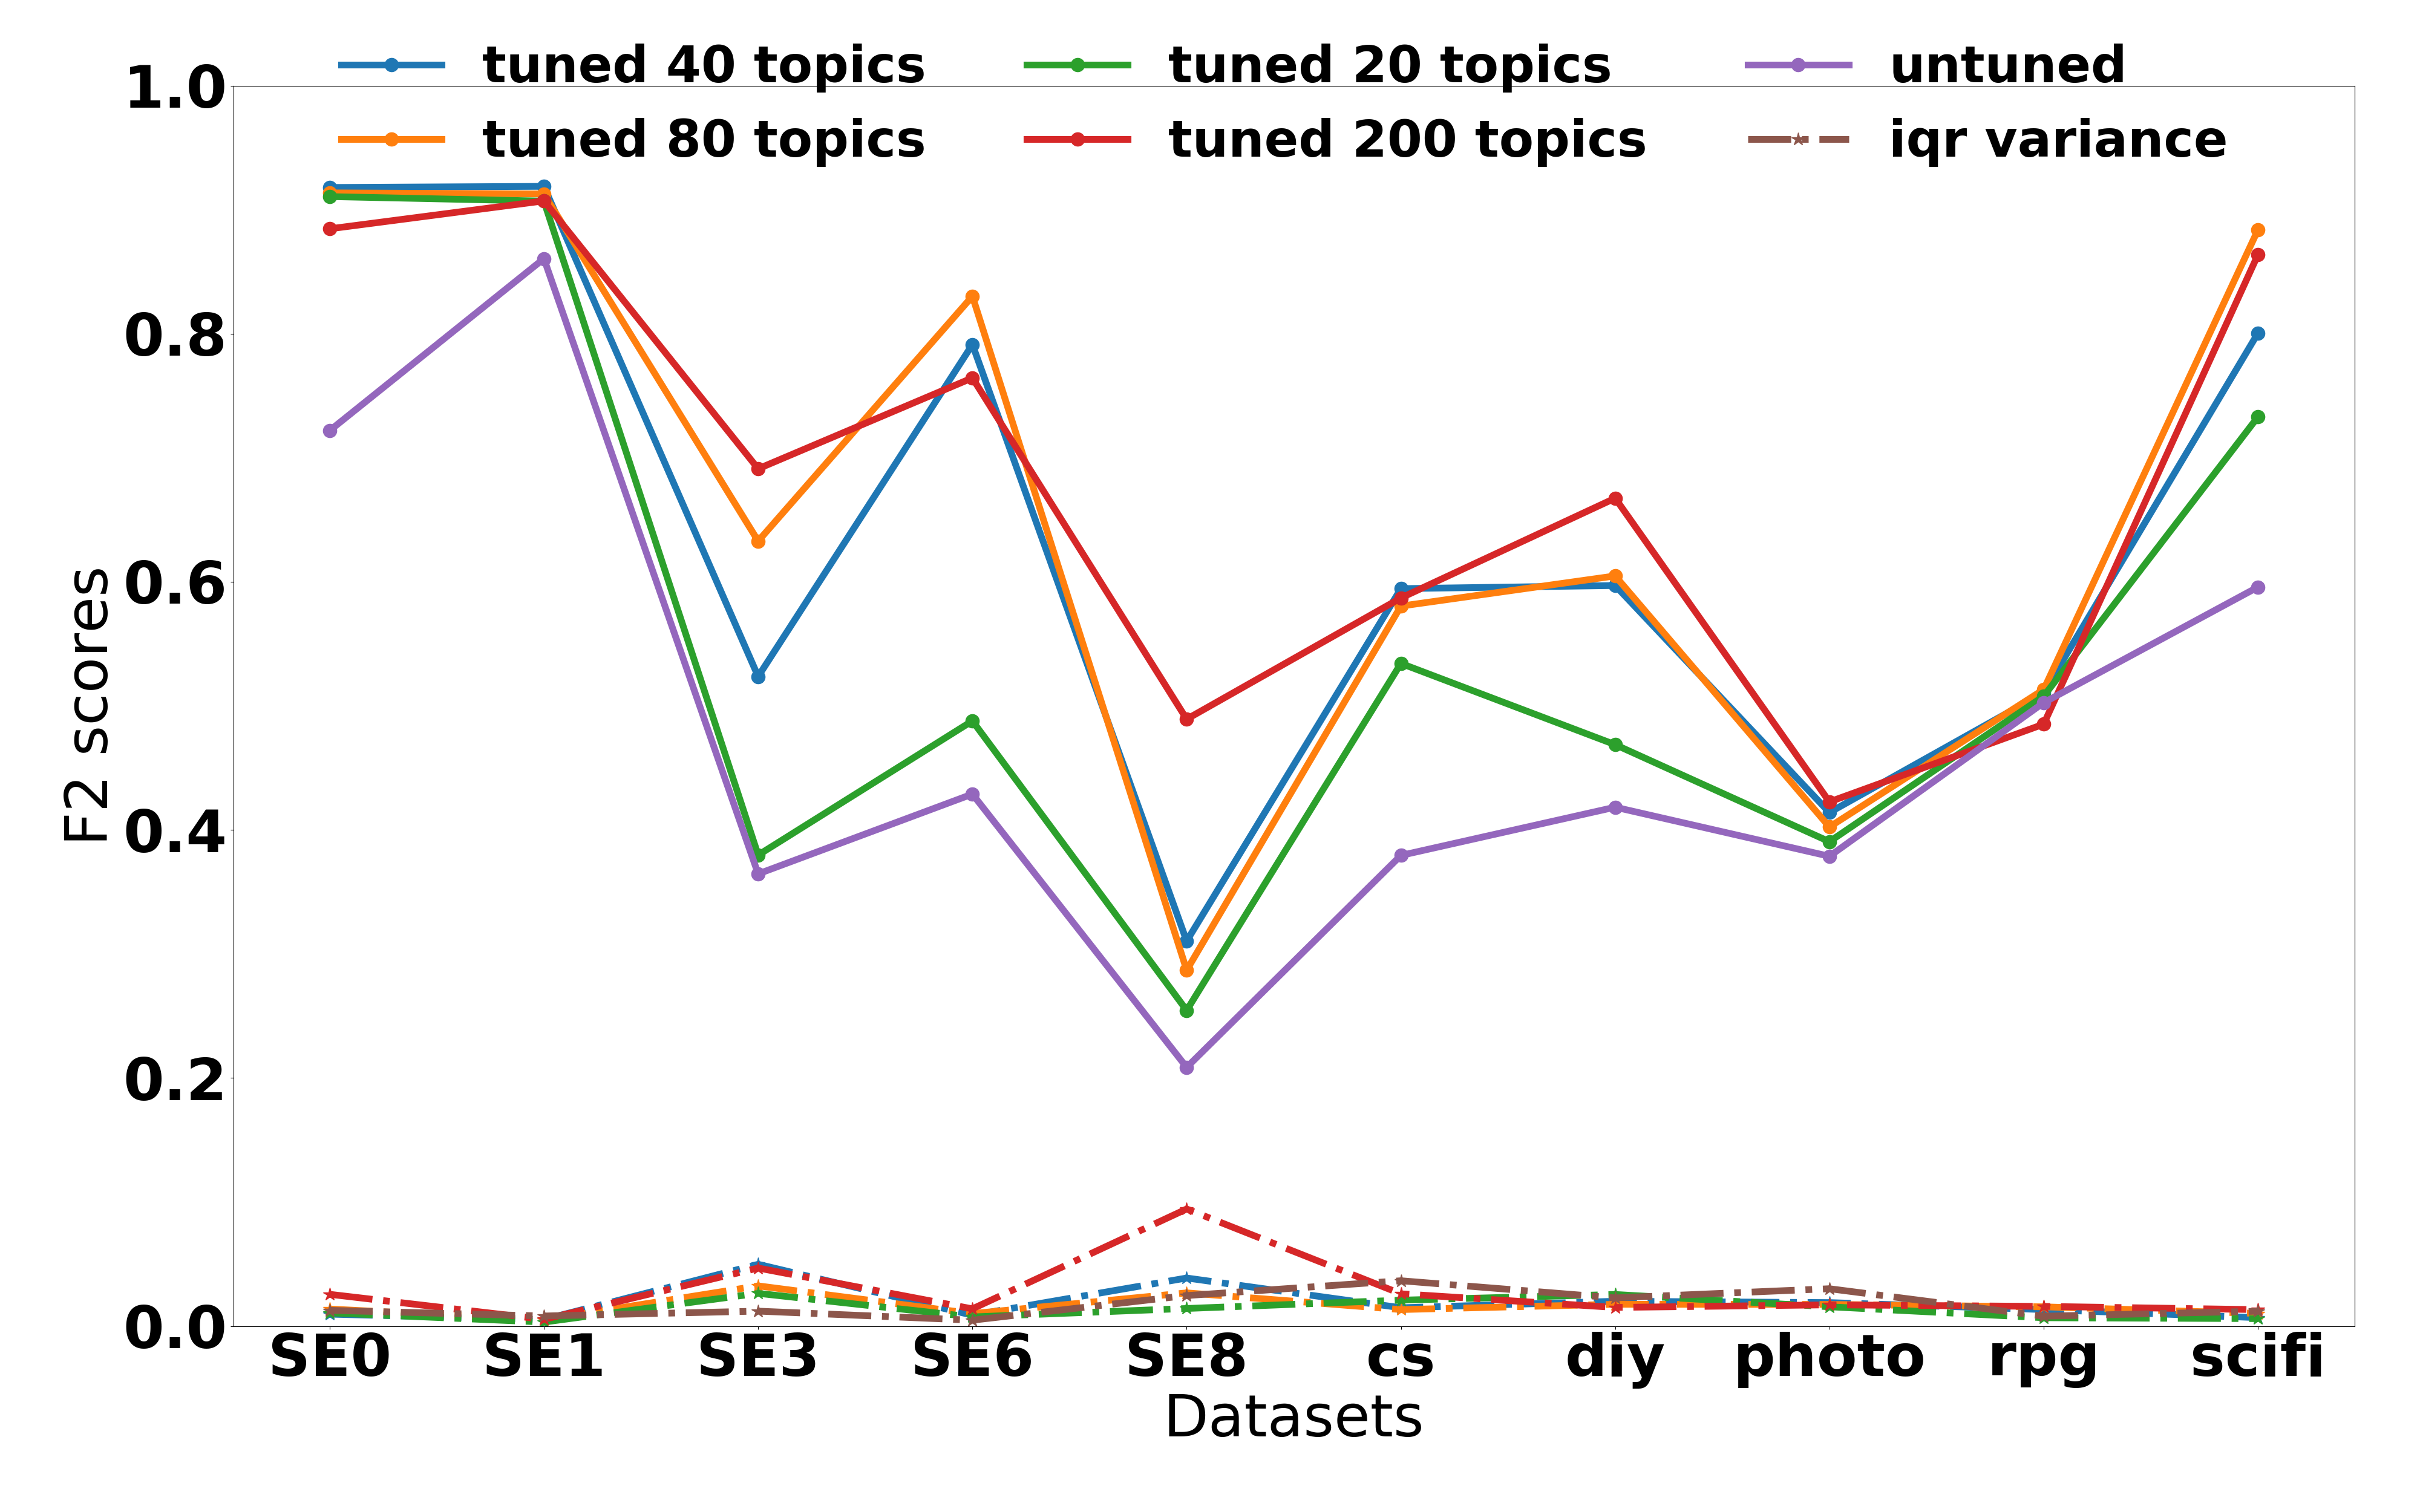 tuned 40 topics tuned 20 topics untuned
tuned 80 topics tuned 200 topics iqr variance
1.0
0.8
0.6
0.4
0.2
0.0
F2 scores
SE0 SE1 SE3 SE6 SE8 cs diy photo rpg scifi
Datasets